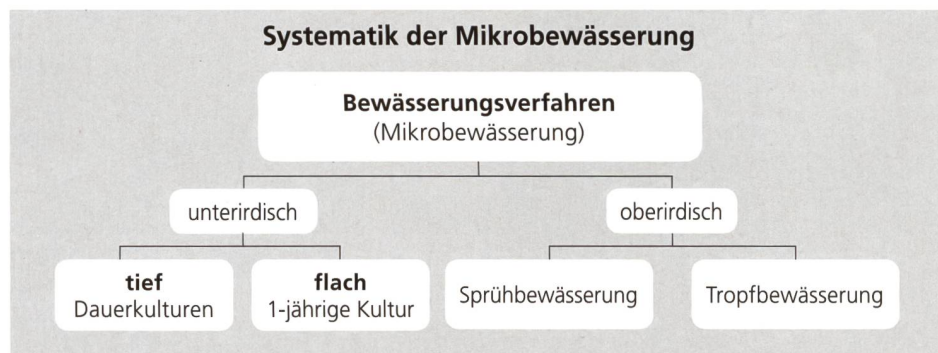 Systematik der Mikrobewässerung
Bewässerungsverfahren
(Mikrobewässerung)
unterirdisch
oberirdisch
tief
Dauerkulturen
flach
1-jährige Kultur
Sprühbewässerung
Tropfbewässerung